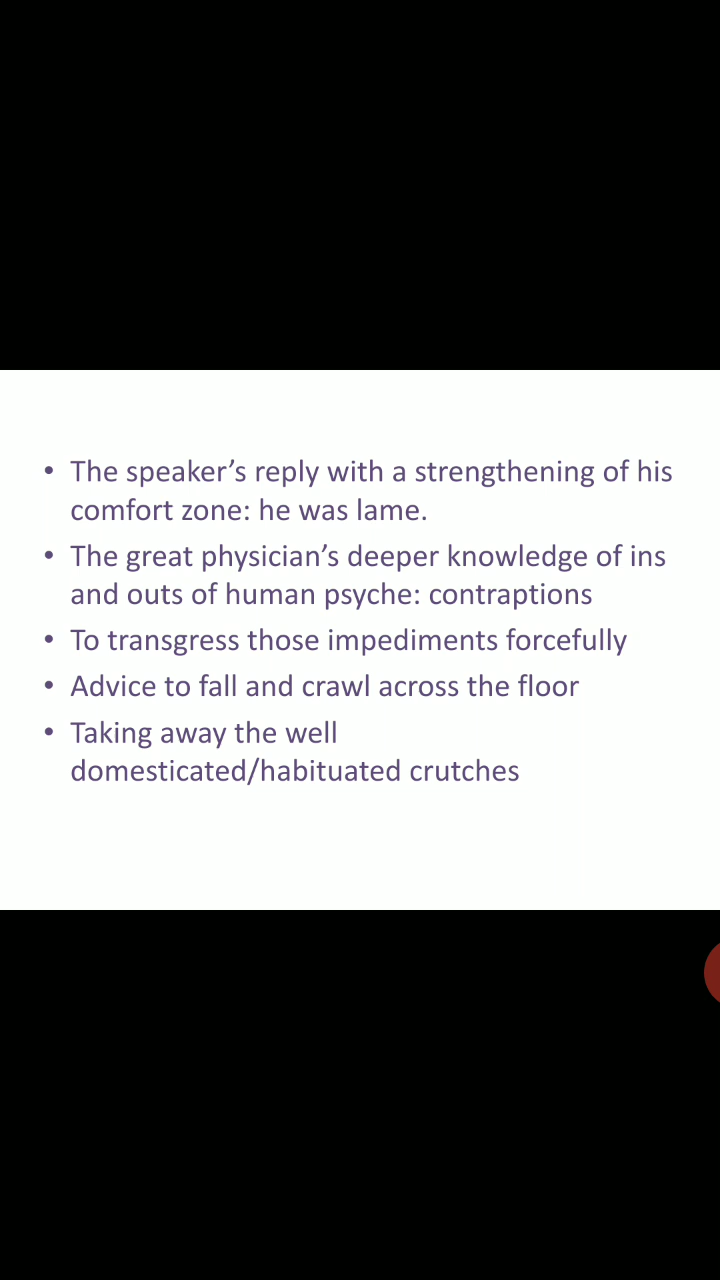 • The speaker’s reply with a strengthening of his
comfort zone: he was lame.
• The great physician’s deeper knowledge of ins
and outs of human psyche: contraptions
• To transgress those impediments forcefully
• Advice to fall and crawl across the floor
• Taking away the well
domesticated/habituated crutches